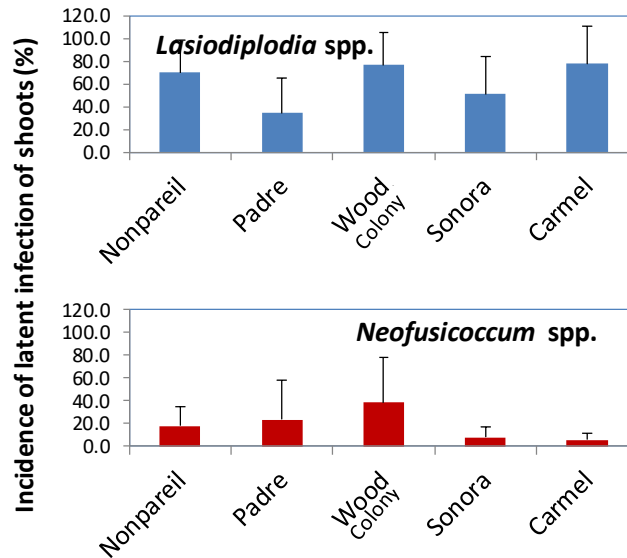 Incidence of latent infection of shoots (%)
Lasiodiplodia spp.
120.0
100.0
80.0
60.0
40.0
20.0
0.0
Nonpareil
Padre
Wood
Colony
Sonora
Carmel
Neofusicoccum spp.
120.0
100.0
80.0
60.0
40.0
20.0
0.0
Nonpareil
Padre
Wood
Colony
Sonora
Carmel